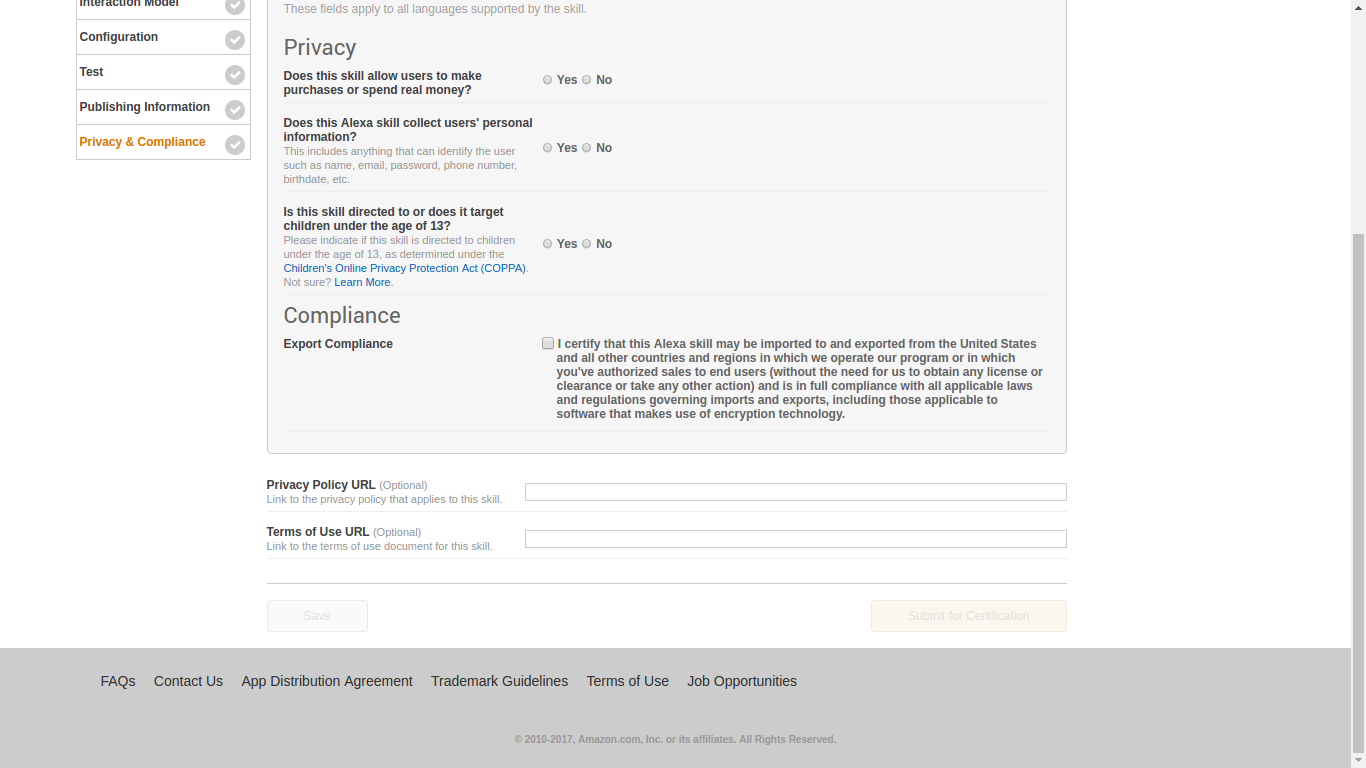 Interaction Model
Configuration
Test
Publishing Information
Privacy & Compliance
These fields apply to all languages supported by the skill.
Privacy
Does this skill allow users to make
purchases or spend real money?
Yes No
Does this Alexa skill collect users' personal
information?
This includes anything that can identify the user
such as name, email, password, phone number,
birthdate, etc.
Yes No
Is this skill directed to or does it target
children under the age of 13?
Please indicate if this skill is directed to children
under the age of 13, as determined under the
Children's Online Privacy Protection Act (COPPA).
Not sure? Learn More.
Yes No
Compliance
Export Compliance
I certify that this Alexa skill may be imported to and exported from the United States
and all other countries and regions in which we operate our program or in which
you've authorized sales to end users (without the need for us to obtain any license or
clearance or take any other action) and is in full compliance with all applicable laws
and regulations governing imports and exports, including those applicable to
software that makes use of encryption technology.
Privacy Policy URL (Optional)
Link to the privacy policy that applies to this skill.
Terms of Use URL (Optional)
Link to the terms of use document for this skill.
Save
Submit for Certification
FAQs Contact Us App Distribution Agreement Trademark Guidelines Terms of Use Job Opportunities
© 2010-2017, Amazon.com, Inc. or its affiliates. All Rights Reserved.